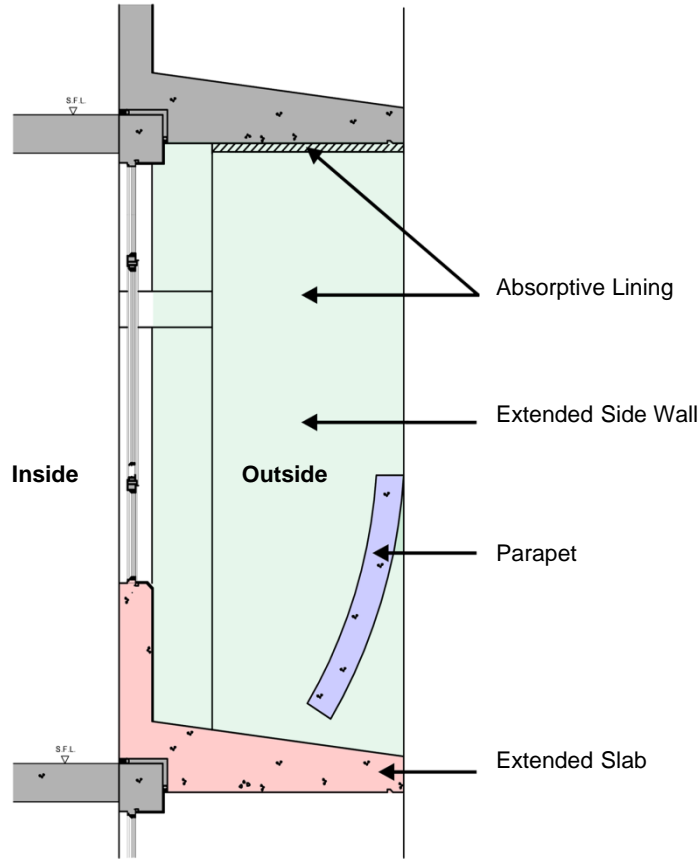 S.F.L.
Absorptive Lining
Extended Side Wall
Inside
Outside
Parapet
S.F.L.
Extended Slab